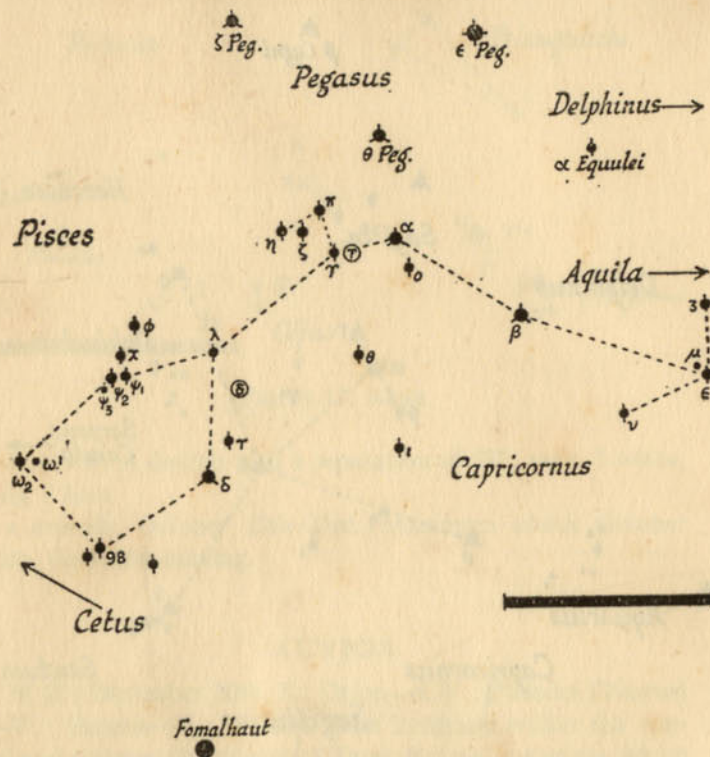 ζ Peg.
ε Peg.
Pegasus
Delphinus
θ Peg.
α Equulei
π
Pisces
η
ζ
γ
α
ο
Aquila
3
φ
λ
β
χ
θ
μ
ε
ψ3
ψ2
ψ1
δ
ν
τ
ι
ω2
ω1
δ
Capricornus
98
Cetus
Fomalhaut